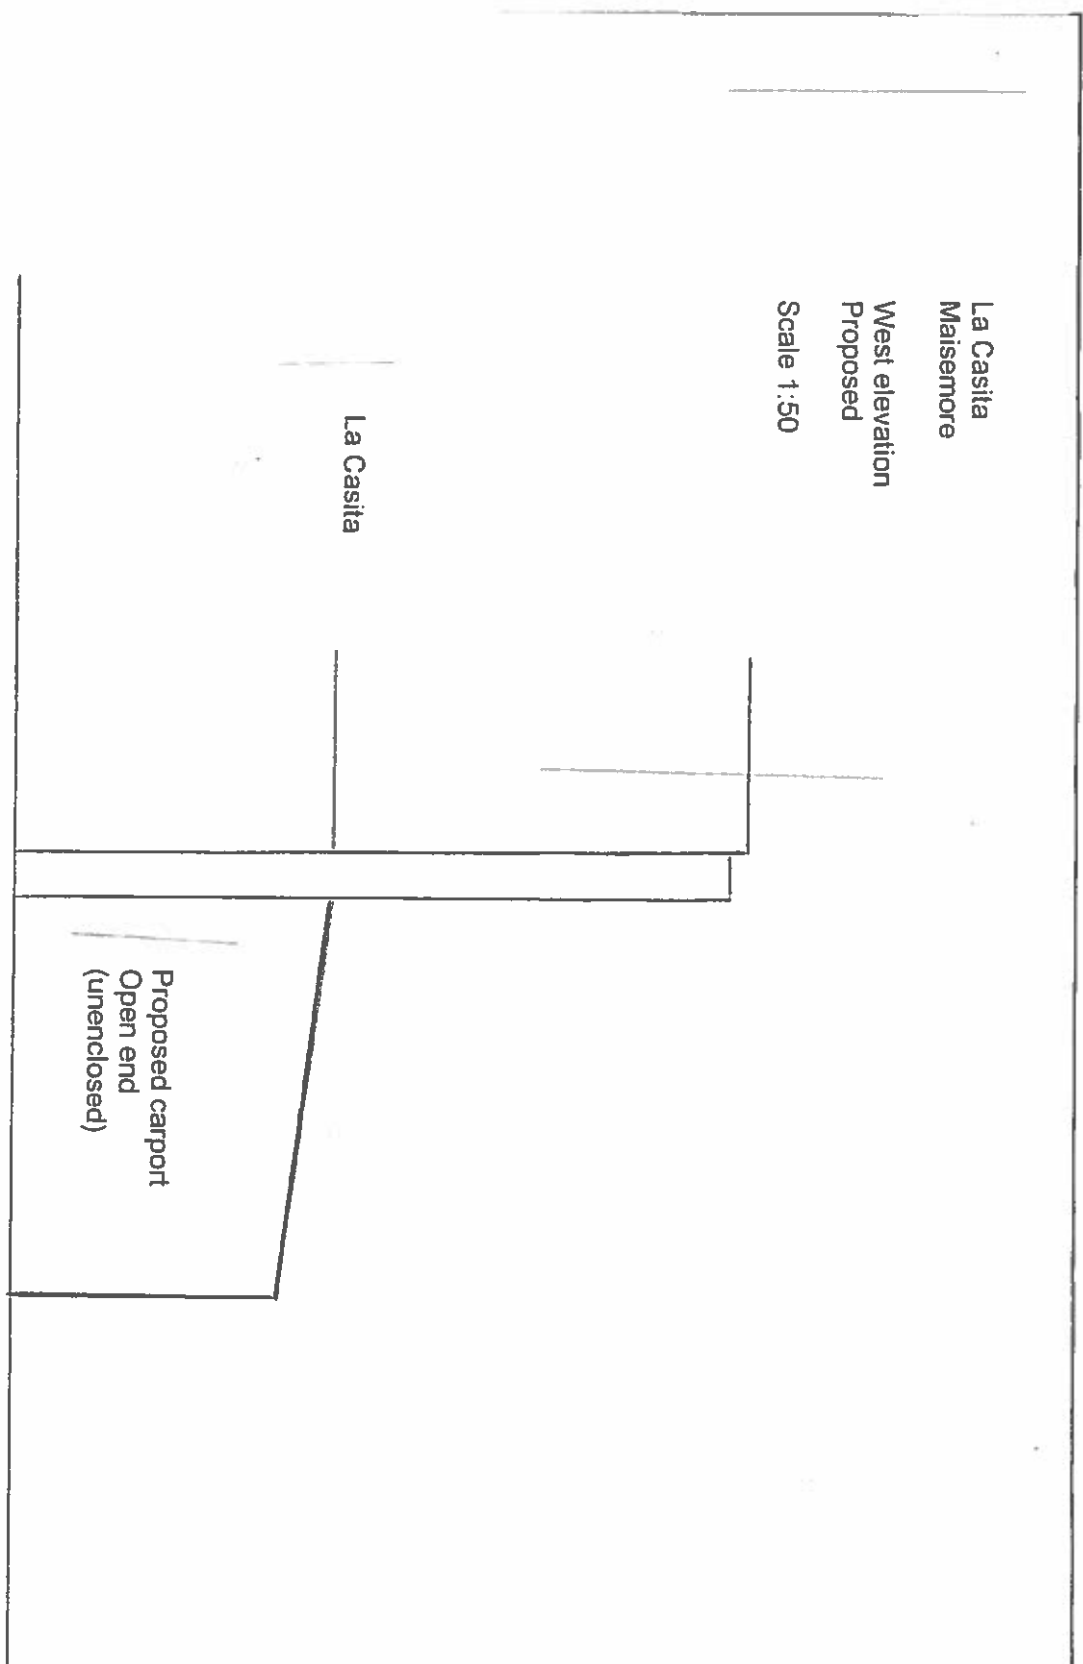 La Casita
Maisemore
West elevation
Proposed
Scale 1:50
La Casita
Proposed carport
Open end
(unenclosed)